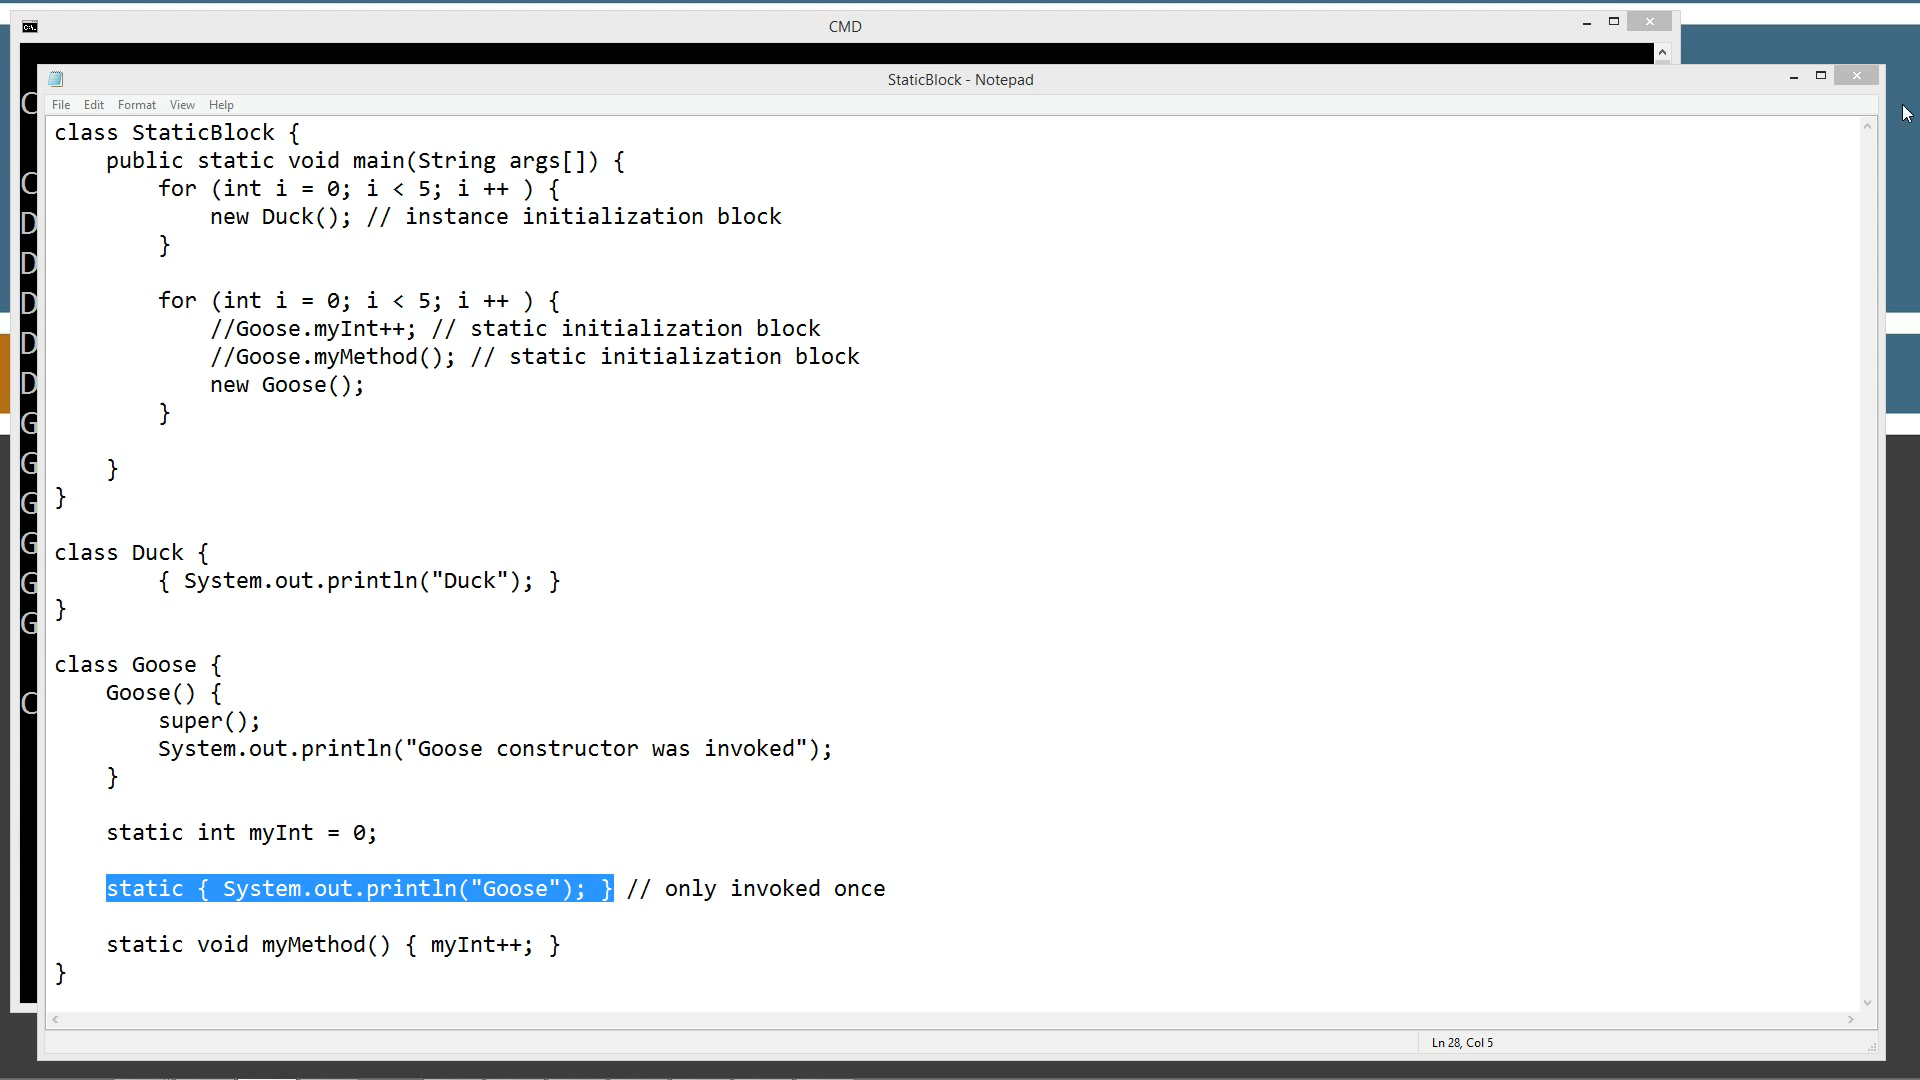 CMD
C
StaticBlock - Notepad
File Edit Format View Help
class StaticBlock {
    public static void main(String args[]) {
        for (int i = 0; i < 5; i ++ ) {
            new Duck(); // instance initialization block
        }
        for (int i = 0; i < 5; i ++ ) {
            //Goose.myInt++; // static initialization block
            //Goose.myMethod(); // static initialization block
            new Goose();
        }
    }
}
class Duck {
        { System.out.println("Duck"); }
}
class Goose {
    Goose() {
        super();
        System.out.println("Goose constructor was invoked");
    }
    static int myInt = 0;
    static { System.out.println("Goose"); } // only invoked once
    static void myMethod() { myInt++; }
}
C
D
D
D
D
D
G
G
G
G
G
G
C
Ln 28, Col 5